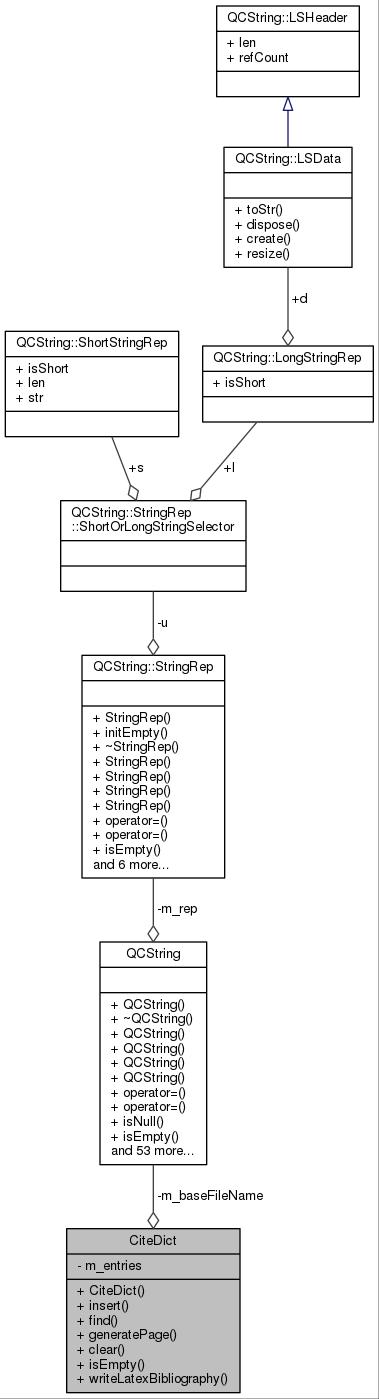 QCString::LSHeader
+ len
+ refCount
QCString::LSData
+ toStr()
+ dispose()
+ create()
+ resize()
+d
QCString::ShortStringRep
+ isShort
+ len
+ str
QCString::LongStringRep
+ isShort
+s
+l
QCString::StringRep
::ShortOrLongStringSelector
-u
QCString::StringRep
+ StringRep()
+ initEmpty()
+ ~StringRep()
+ StringRep()
+ StringRep()
+ StringRep()
+ StringRep()
+ operator=()
+ operator=()
+ isEmpty()
and 6 more...
-m_rep
QCString
+ QCString()
+ ~QCString()
+ QCString()
+ QCString()
+ QCString()
+ QCString()
+ operator=()
+ operator=()
+ isNull()
+ isEmpty()
and 53 more...
-m_baseFileName
CiteDict
- m_entries
+ CiteDict()
+ insert()
+ find()
+ generatePage()
+ clear()
+ isEmpty()
+ writeLatexBibliography()